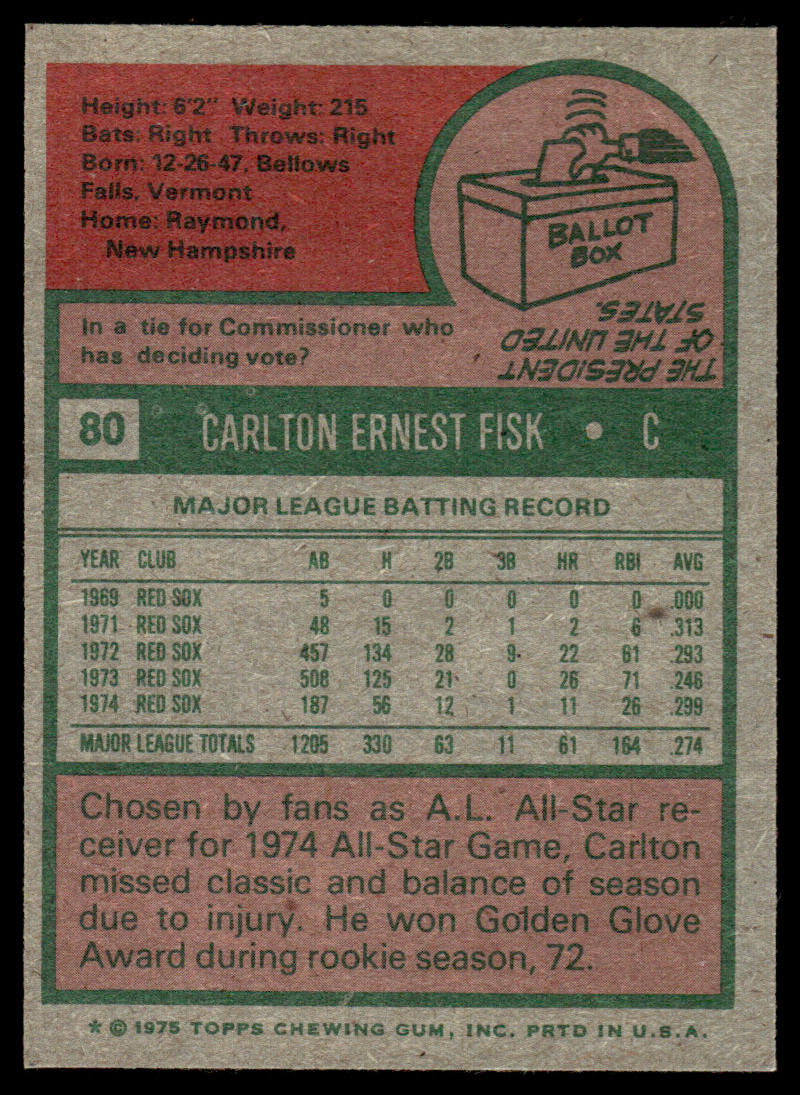 Height: 6'2" Weight: 215
Bats: Right Throws: Right
Born: 12-26-47, Bellows
Falls, Vermont
Home: Raymond,
New Hampshire
BALLOT
BOX
In a tie for Commissioner who
has deciding vote?
THE PRESIDENT
OF THE UNITED
STATES.
80 CARLTON ERNEST FISK • C
MAJOR LEAGUE BATTING RECORD
YEAR CLUB AB H 2B 3B HR RBI AVG
1969 RED SOX 5 0 0 0 0 0 .000
1971 RED SOX 48 15 2 1 2 6 .313
1972 RED SOX 457 134 28 9 22 61 .293
1973 RED SOX 508 125 21 0 26 71 .246
1974 RED SOX 187 56 12 1 11 26 .299
MAJOR LEAGUE TOTALS 1205 330 63 11 61 164 .274
Chosen by fans as A.L. All-Star re-
ceiver for 1974 All-Star Game, Carlton
missed classic and balance of season
due to injury. He won Golden Glove
Award during rookie season, 72.
* © 1975 TOPPS CHEWING GUM, INC. PRTD IN U.S.A.